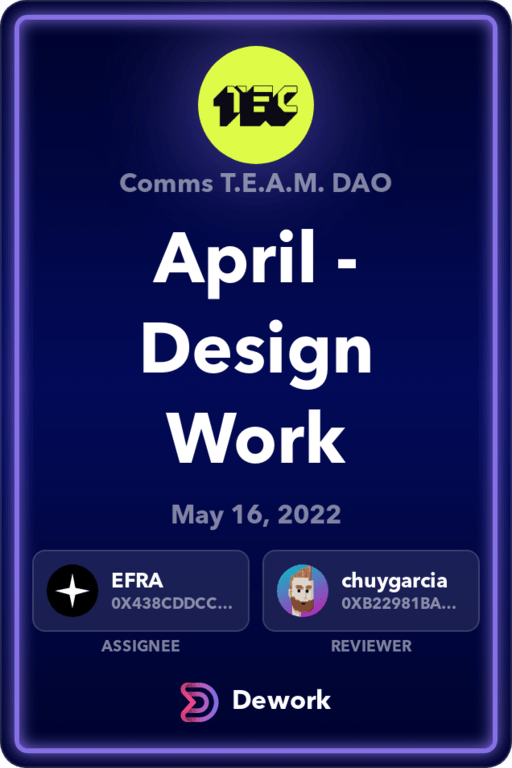 TEC
Comms T.E.A.M. DAO
April -
Design
Work
May 16, 2022
EFRA
0X438CDDCC...
chuygarcia
0XB22981BA...
ASSIGNEE
REVIEWER
Dework